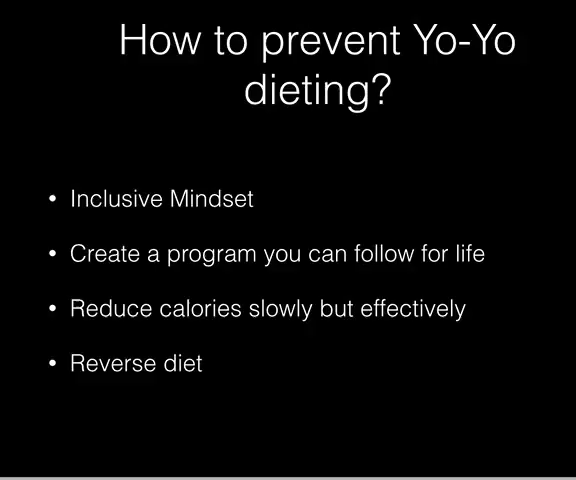 How to prevent Yo-Yo
dieting?
• Inclusive Mindset
• Create a program you can follow for life
• Reduce calories slowly but effectively
• Reverse diet